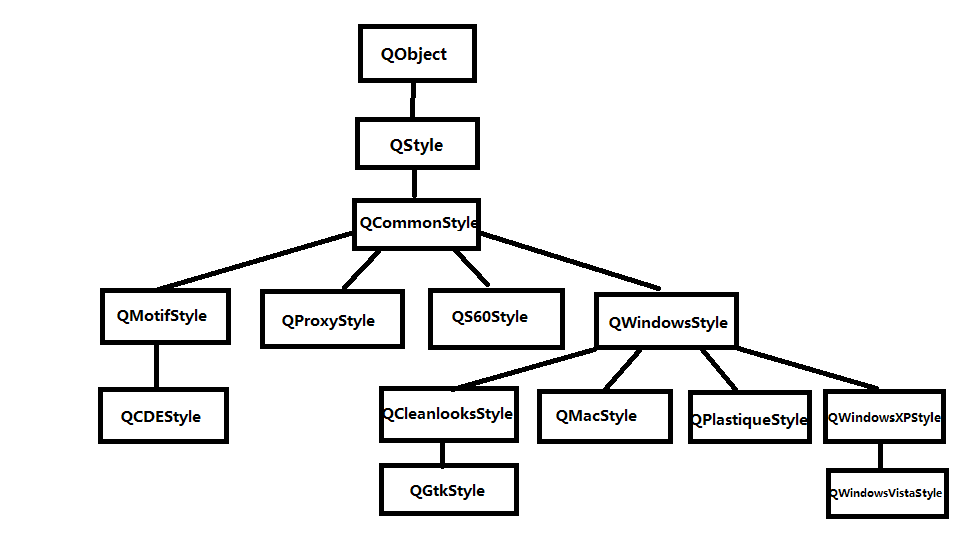 QObject
QStyle
QCommonStyle
QMotifStyle
QProxyStyle
QS60Style
QWindowsStyle
QCDEStyle
QCleanlooksStyle
QMacStyle
QPlastiqueStyle
QWindowsXPStyle
QGtkStyle
QWindowsVistaStyle